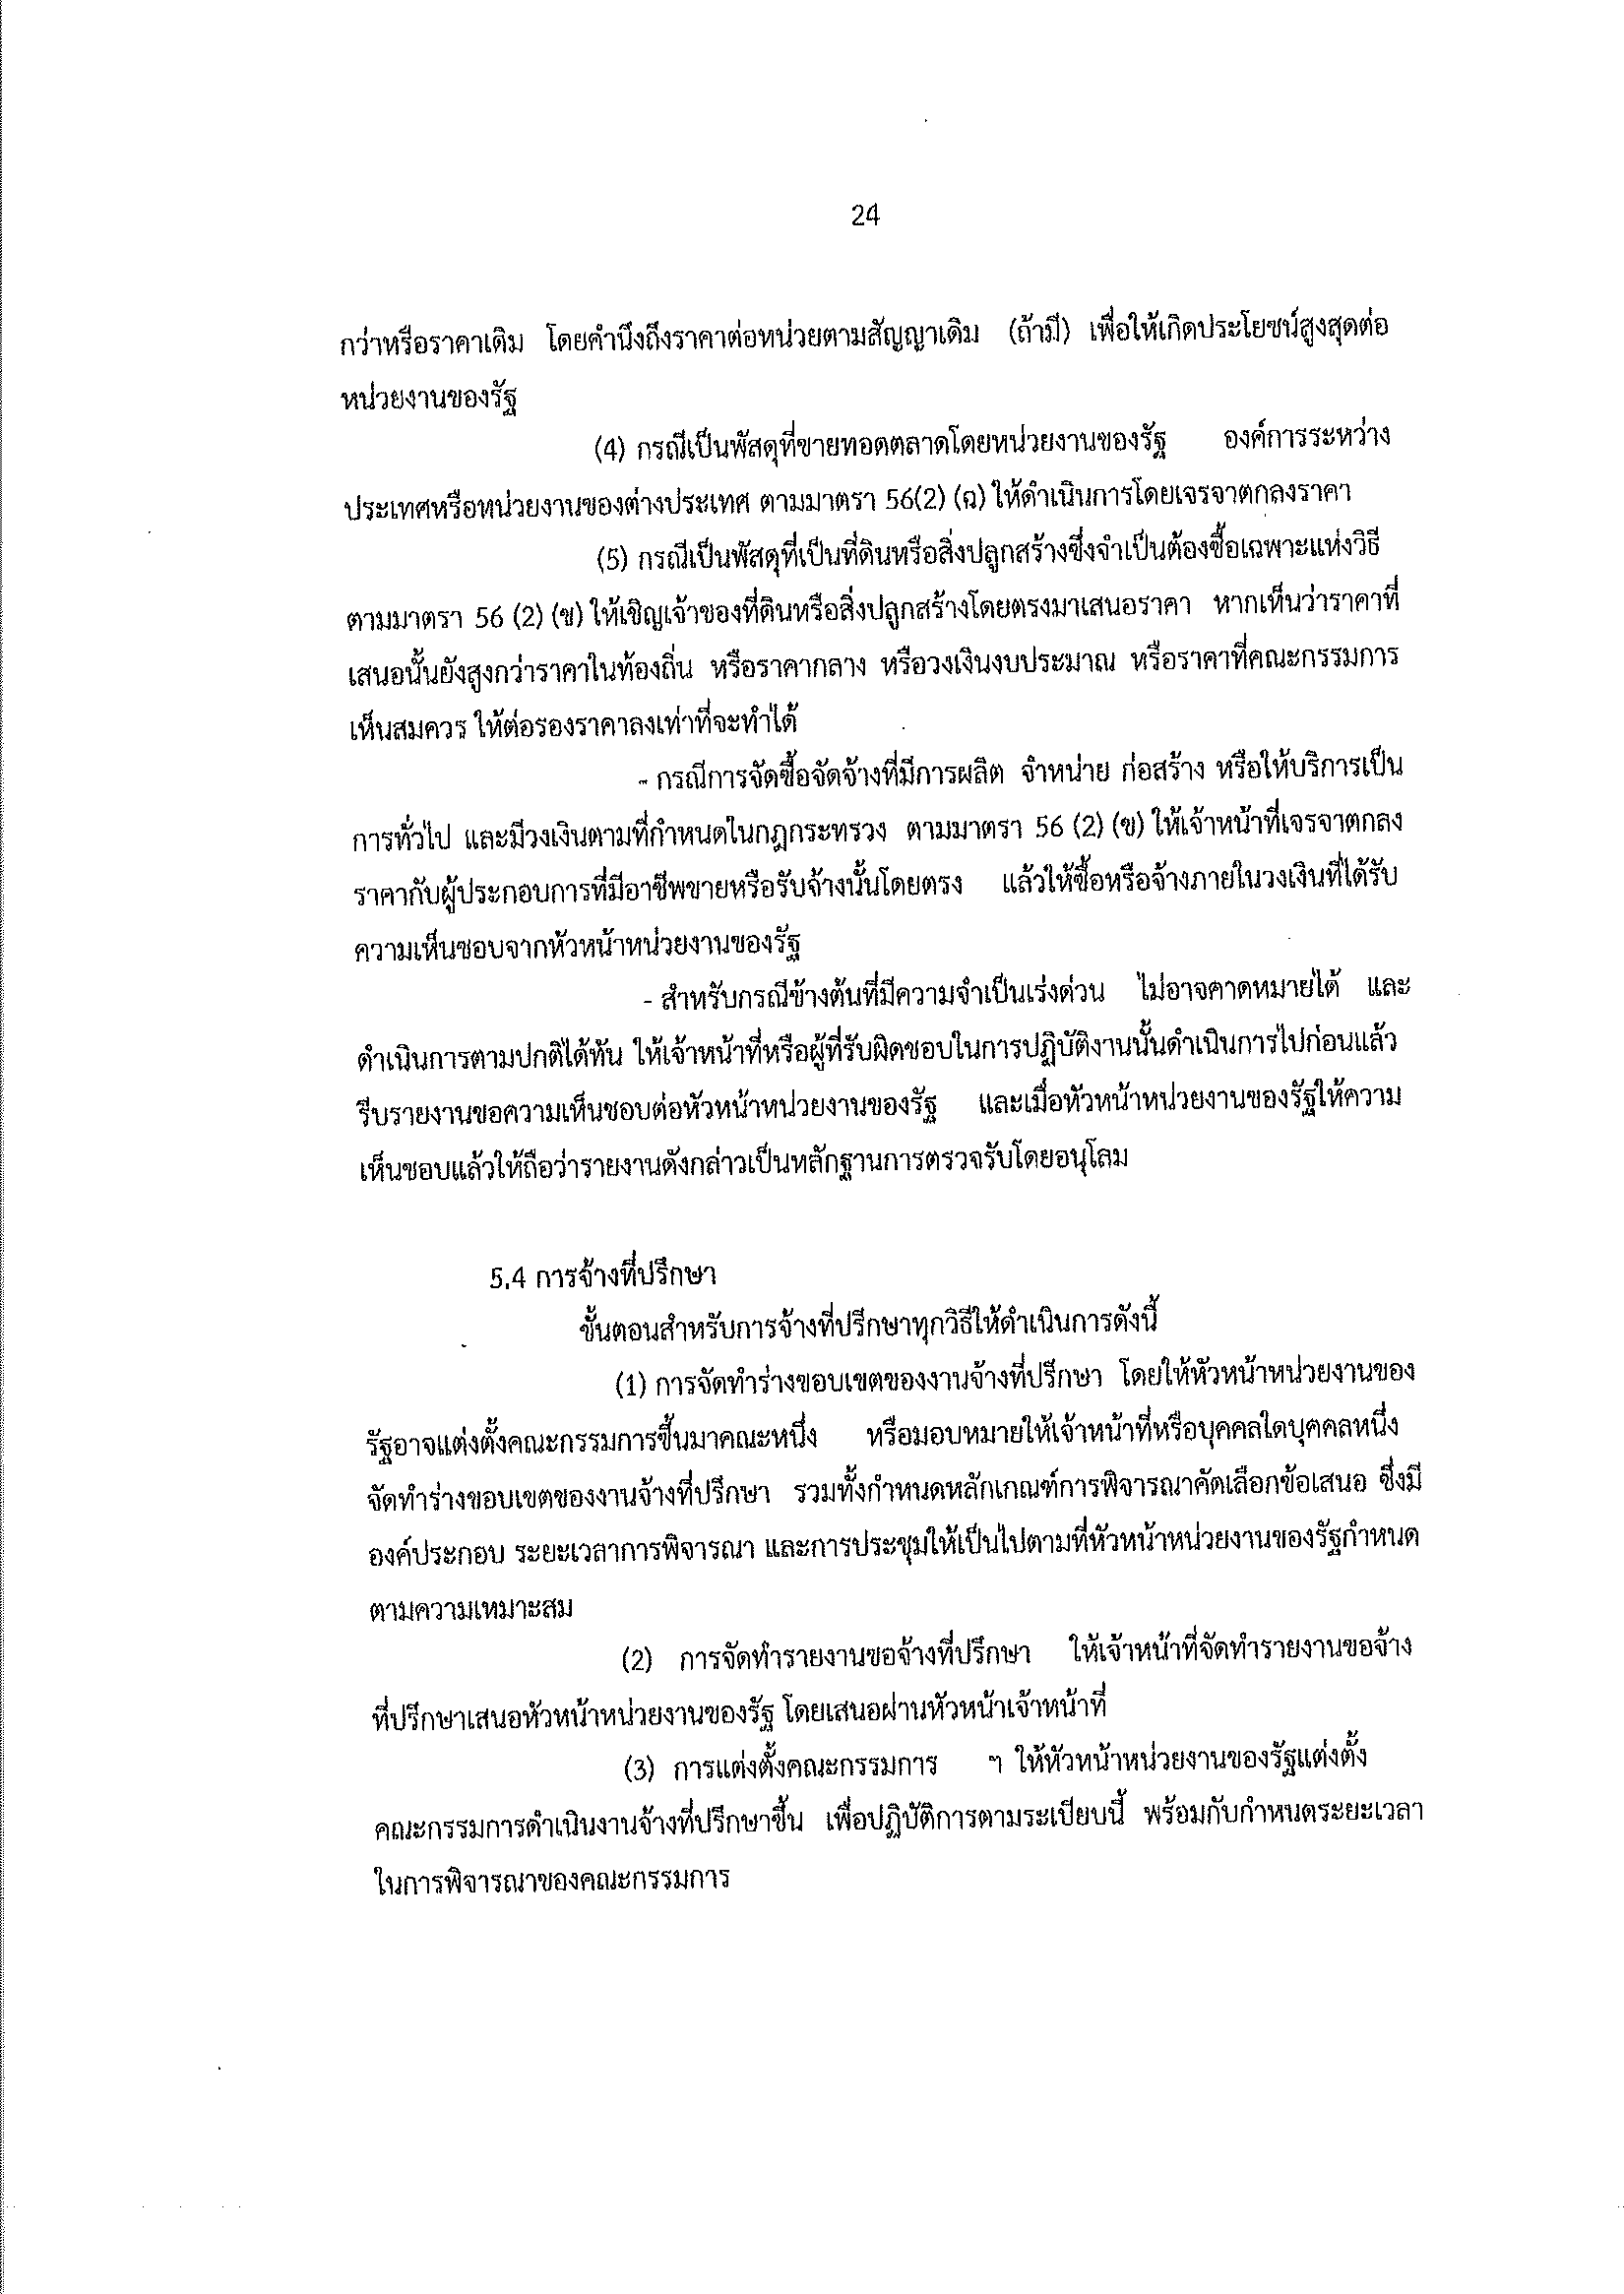 24
กว่าหรือราคาเดิม โดยคำนึงถึงราคาต่อหน่วยตามสัญญาเดิม (ถ้ามี) เพื่อให้เกิดประโยชน์สูงสุดต่อ
หน่วยงานของรัฐ
(4) กรณีเป็นพัสดุที่ขายทอดตลาดโดยหน่วยงานของรัฐ องค์การระหว่าง
ประเทศหรือหน่วยงานของต่างประเทศ ตามมาตรา 56(2) (ฉ) ให้ดำเนินการโดยเจรจาตกลงราคา
(5) กรณีเป็นพัสดุที่เป็นที่ดินหรือสิ่งปลูกสร้างซึ่งจำเป็นต้องซื้อเฉพาะแห่งวิธี
ตามมาตรา 56 (2) (ข) ให้เชิญเจ้าของที่ดินหรือสิ่งปลูกสร้างโดยตรงมาเสนอราคา หากเห็นว่าราคาที่
เสนอนั้นยังสูงกว่าราคาในท้องถิ่น หรือราคากลาง หรือวงเงินงบประมาณ หรือราคาที่คณะกรรมการ
เห็นสมควร ให้ต่อรองราคาลงเท่าที่จะทำได้
- กรณีการจัดซื้อจัดจ้างที่มีการผลิต จำหน่าย ก่อสร้าง หรือให้บริการเป็น
การทั่วไป และมีวงเงินตามที่กำหนดในกฎกระทรวง ตามมาตรา 56 (2) (ข) ให้เจ้าหน้าที่เจรจาตกลง
ราคากับผู้ประกอบการที่มีอาชีพขายหรือรับจ้างนั้นโดยตรง แล้วให้ซื้อหรือจ้างภายในวงเงินที่ได้รับ
ความเห็นชอบจากหัวหน้าหน่วยงานของรัฐ
- สำหรับกรณีข้างต้นที่มีความจำเป็นเร่งด่วน ไม่อาจคาดหมายได้ และ
ดำเนินการตามปกติได้ทัน ให้เจ้าหน้าที่หรือผู้ที่รับผิดชอบในการปฏิบัติงานนั้นดำเนินการไปก่อนแล้ว
รีบรายงานขอความเห็นชอบต่อหัวหน้าหน่วยงานของรัฐ และเมื่อหัวหน้าหน่วยงานของรัฐให้ความ
เห็นชอบแล้วให้ถือว่ารายงานดังกล่าวเป็นหลักฐานการตรวจรับโดยอนุโลม
5.4 การจ้างที่ปรึกษา
ขั้นตอนสำหรับการจ้างที่ปรึกษาทุกวิธีให้ดำเนินการดังนี้
(1) การจัดทำร่างขอบเขตของงานจ้างที่ปรึกษา โดยให้หัวหน้าหน่วยงานของ
รัฐอาจแต่งตั้งคณะกรรมการขึ้นมาคณะหนึ่ง หรือมอบหมายให้เจ้าหน้าที่หรือบุคคลใดบุคคลหนึ่ง
จัดทำร่างขอบเขตของงานจ้างที่ปรึกษา รวมทั้งกำหนดหลักเกณฑ์การพิจารณาคัดเลือกข้อเสนอ ซึ่งมี
องค์ประกอบ ระยะเวลาการพิจารณา และการประชุมให้เป็นไปตามที่หัวหน้าหน่วยงานของรัฐกำหนด
ตามความเหมาะสม
(2) การจัดทำรายงานขอจ้างที่ปรึกษา ให้เจ้าหน้าที่จัดทำรายงานขอจ้าง
ที่ปรึกษาเสนอหัวหน้าหน่วยงานของรัฐ โดยเสนอผ่านหัวหน้าเจ้าหน้าที่
(3) การแต่งตั้งคณะกรรมการ ฯ ให้หัวหน้าหน่วยงานของรัฐแต่งตั้ง
คณะกรรมการดำเนินงานจ้างที่ปรึกษาขึ้น เพื่อปฏิบัติการตามระเบียบนี้ พร้อมกับกำหนดระยะเวลา
ในการพิจารณาของคณะกรรมการ